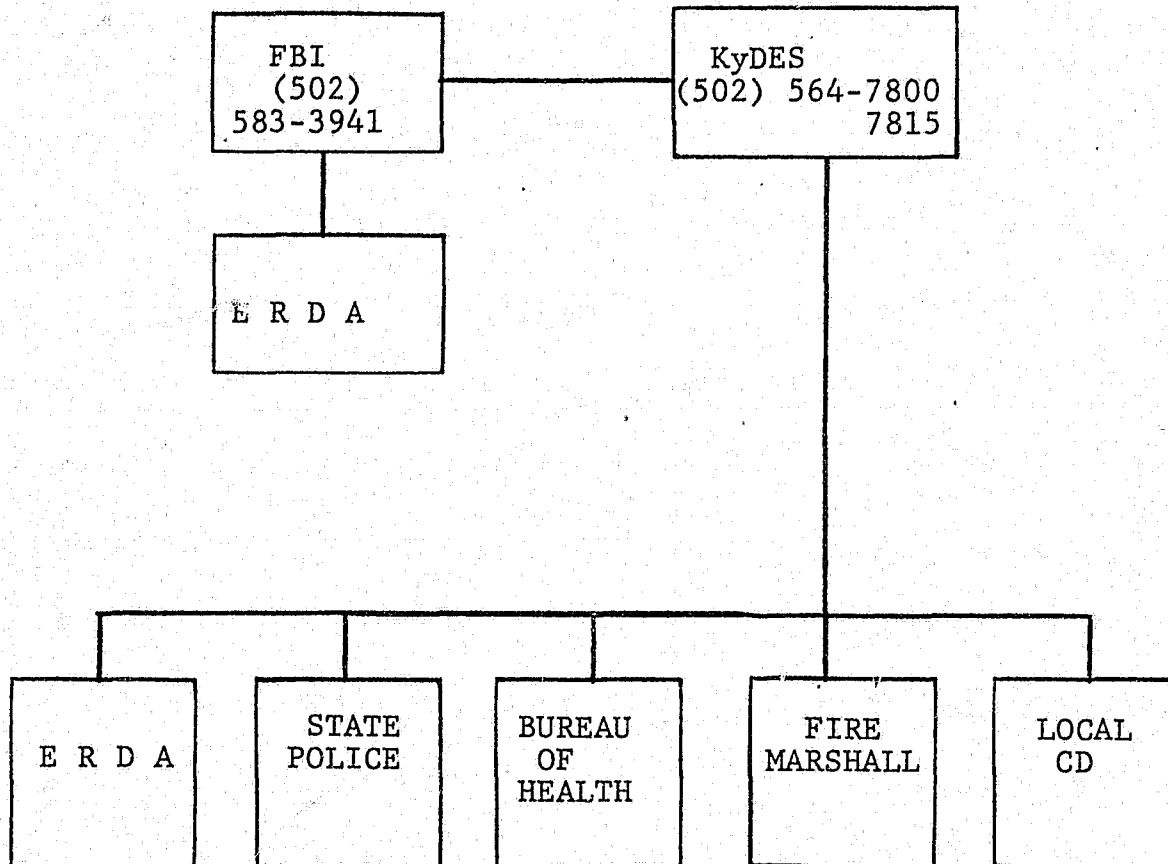 FBI
(502)
583-3941
KyDES
(502) 564-7800
7815
E R D A
E R D A
STATE
POLICE
BUREAU
OF
HEALTH
FIRE
MARSHALL
LOCAL
CD